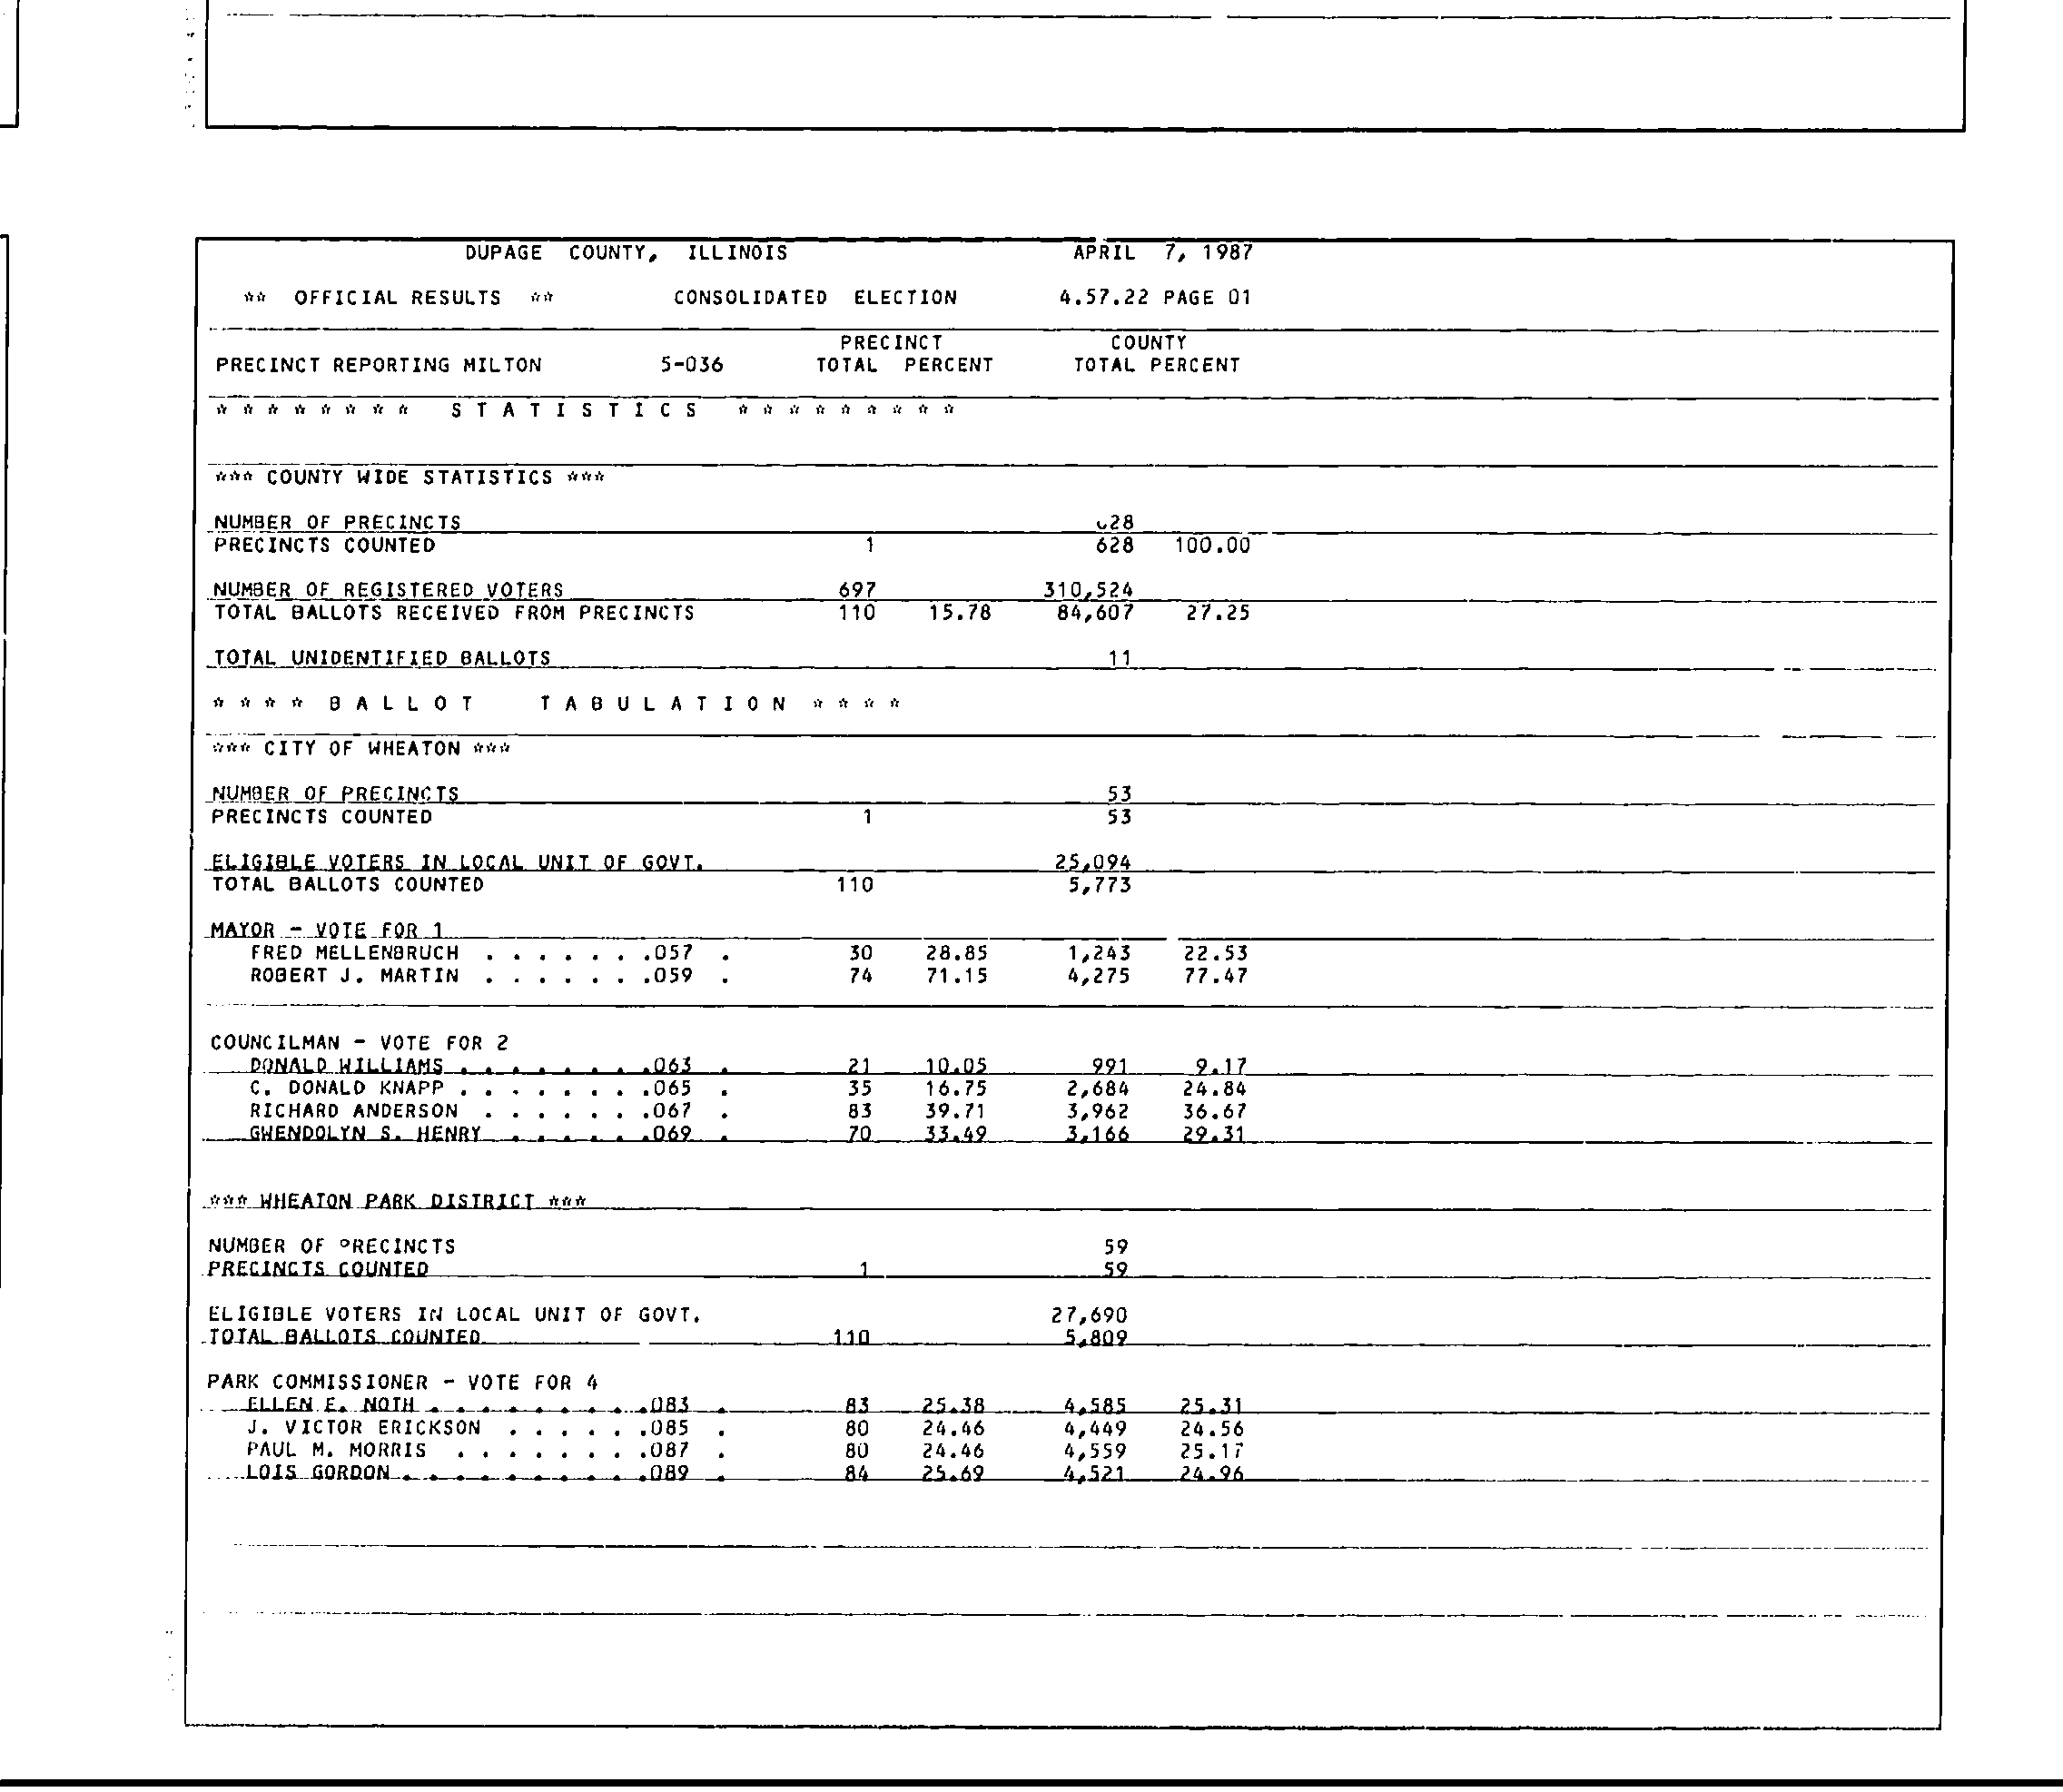 DUPAGE COUNTY, ILLINOIS APRIL 7, 1987
** OFFICIAL RESULTS ** CONSOLIDATED ELECTION 4.57.22 PAGE 01
PRECINCT COUNTY
PRECINCT REPORTING MILTON 5-036 TOTAL PERCENT TOTAL PERCENT
* * * * * * * * S T A T I S T I C S * * * * * * * * *
*** COUNTY WIDE STATISTICS ***
NUMBER OF PRECINCTS 628
PRECINCTS COUNTED 1 628 100.00
NUMBER OF REGISTERED VOTERS 697 310,524
TOTAL BALLOTS RECEIVED FROM PRECINCTS 110 15.78 84,607 27.25
TOTAL UNIDENTIFIED BALLOTS 11
* * * * B A L L O T T A B U L A T I O N * * * *
*** CITY OF WHEATON ***
NUMBER OF PRECINCTS 53
PRECINCTS COUNTED 1 53
ELIGIBLE VOTERS IN LOCAL UNIT OF GOVT. 25,094
TOTAL BALLOTS COUNTED 110 5,773
MAYOR - VOTE FOR 1
FRED MELLENBRUCH . . . . . . .057 . 30 28.85 1,243 22.53
ROBERT J. MARTIN . . . . . . .059 . 74 71.15 4,275 77.47
COUNCILMAN - VOTE FOR 2
DONALD WILLIAMS . . . . . . . .063 . 21 10.05 991 9.17
C. DONALD KNAPP . . . . . . . .065 . 35 16.75 2,684 24.84
RICHARD ANDERSON . . . . . . .067 . 83 39.71 3,962 36.67
GWENDOLYN S. HENRY . . . . . .069 . 70 33.49 3,166 29.31
*** WHEATON PARK DISTRICT ***
NUMBER OF PRECINCTS 59
PRECINCTS COUNTED 1 59
ELIGIBLE VOTERS IN LOCAL UNIT OF GOVT. 27,690
TOTAL BALLOTS COUNTED 110 5,809
PARK COMMISSIONER - VOTE FOR 4
ELLEN E. NOTH . . . . . . . . .083 . 83 25.38 4,585 25.31
J. VICTOR ERICKSON . . . . . .085 . 80 24.46 4,449 24.56
PAUL M. MORRIS . . . . . . . .087 . 80 24.46 4,559 25.17
LOIS GORDON . . . . . . . . . .089 . 84 25.69 4,521 24.96